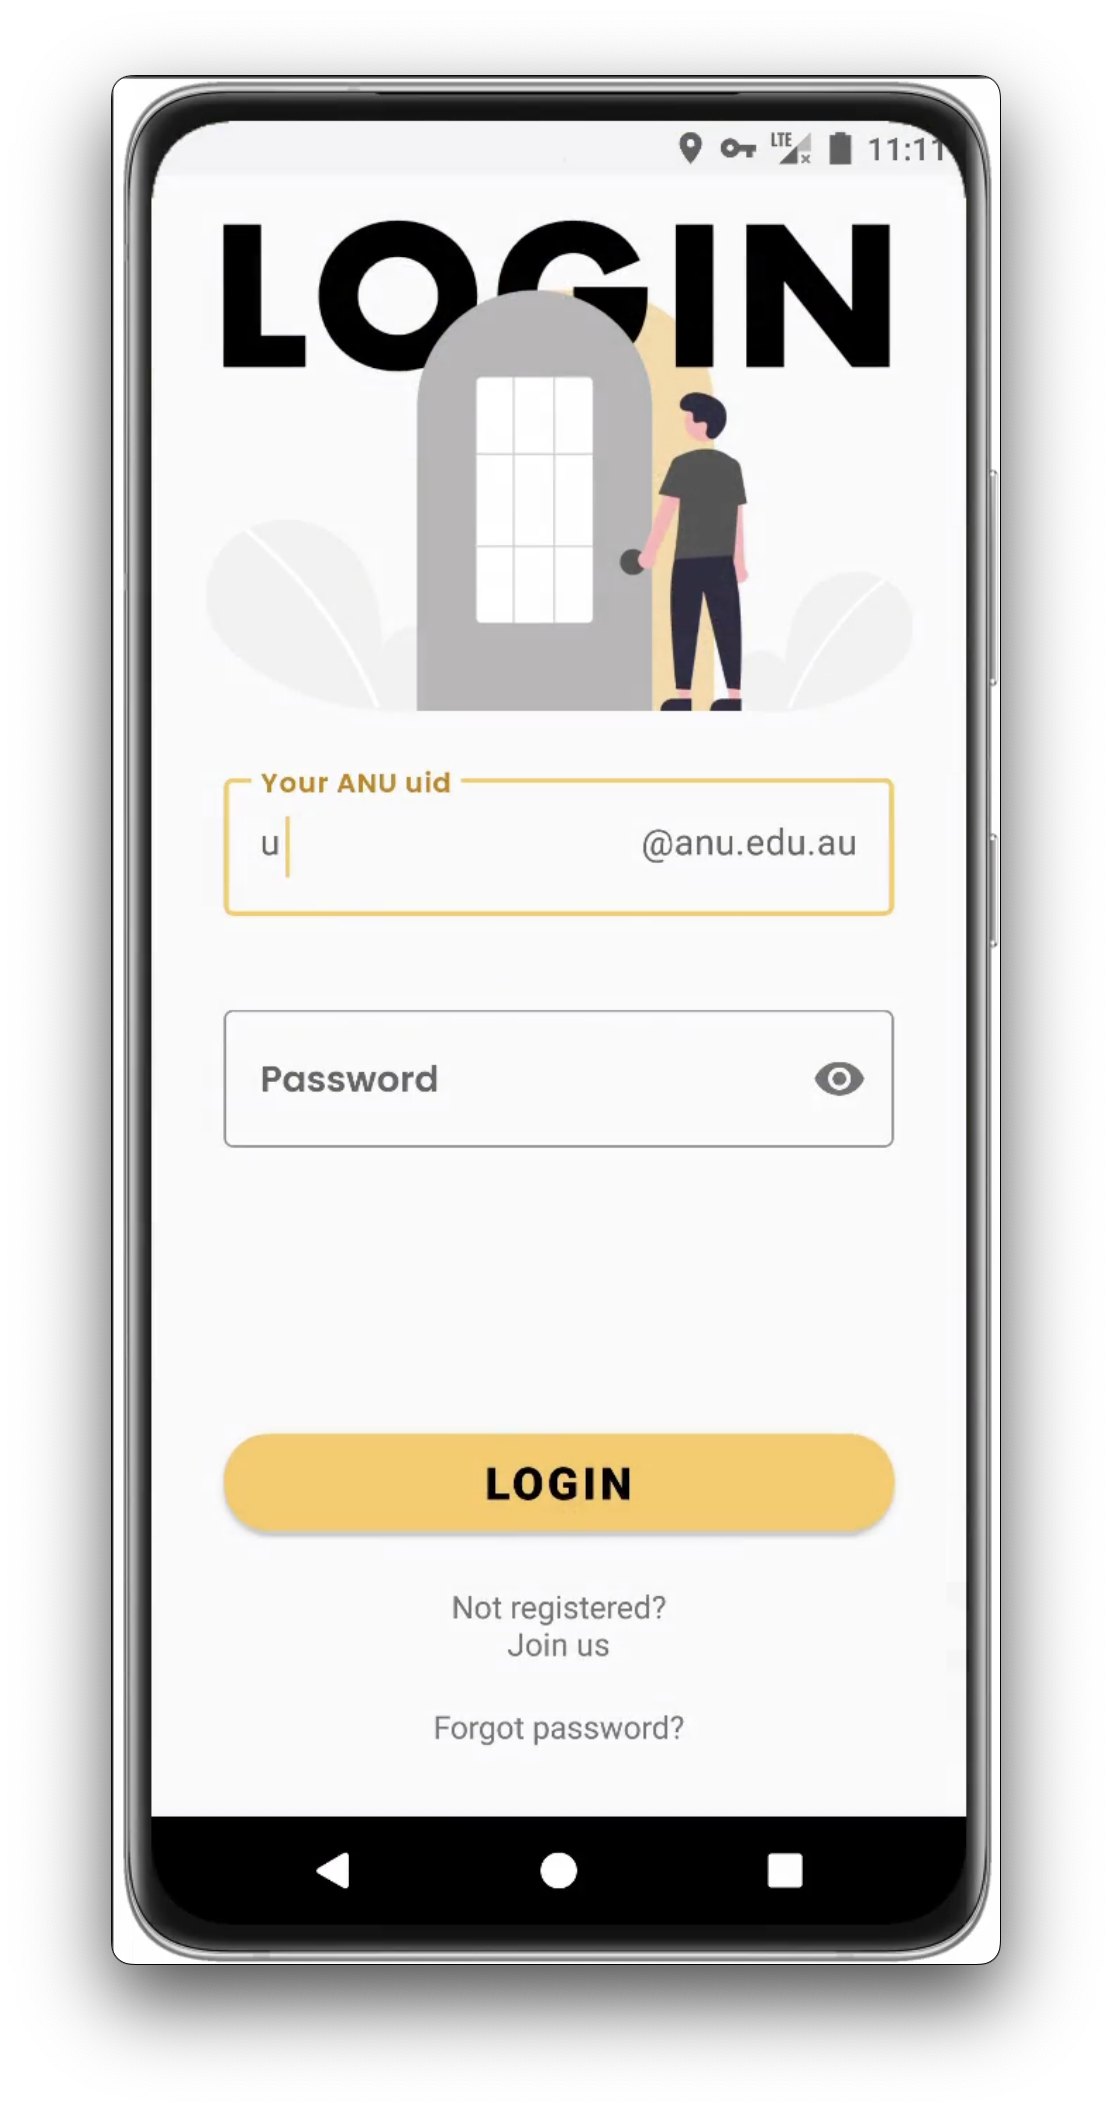 LTE 11:11
LOGIN
Your ANU uid
u @anu.edu.au
Password
LOGIN
Not registered?
Join us
Forgot password?